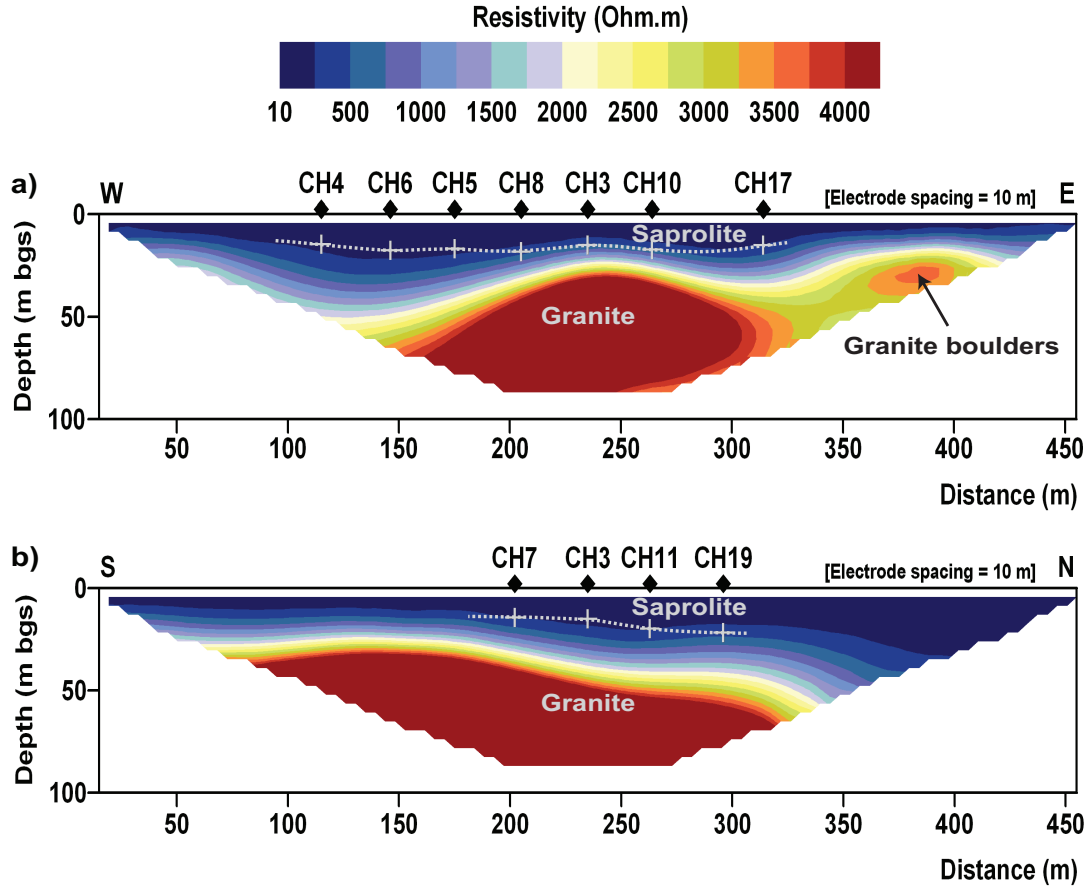 Resistivity (Ohm.m)
10 500 1000 1500 2000 2500 3000 3500 4000
a) W CH4 CH6 CH5 CH8 CH3 CH10 CH17 [Electrode spacing = 10 m] E
0
Saprolite
50
Granite
Granite boulders
100
Depth (m bgs)
50 100 150 200 250 300 350 400 450
Distance (m)
b) S CH7 CH3 CH11 CH19 [Electrode spacing = 10 m] N
0
Saprolite
50
Granite
100
Depth (m bgs)
50 100 150 200 250 300 350 400 450
Distance (m)